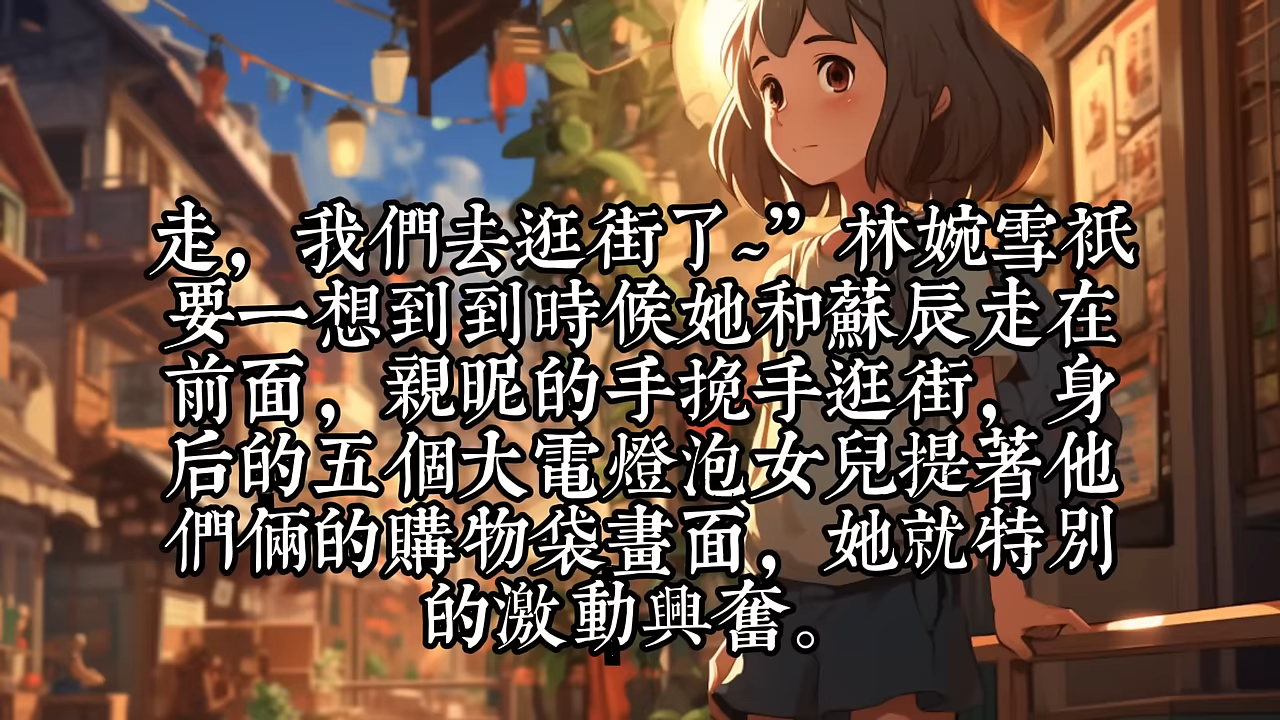 走，我們去逛街了~”林婉雪祇
要一想到到時候她和蘇辰走在
前面，親昵的手挽手逛街，身
后的五個大電燈泡女兒提著他
們倆的購物袋畫面，她就特別
的激動興奮。